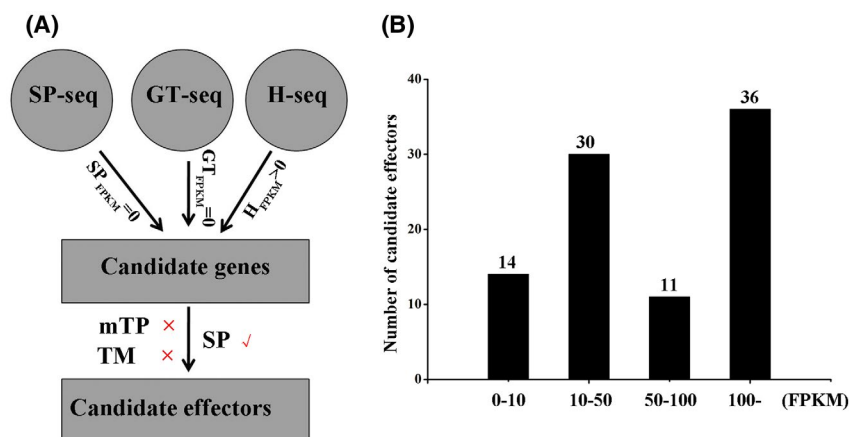 (A)
SP-seq
GT-seq
H-seq
SP FPKM=0
GT FPKM=0
H FPKM>0
Candidate genes
mTP × SP √
TM ×
Candidate effectors
(B)
Number of candidate effectors
40
30
20
10
0
14
30
11
36
0-10 10-50 50-100 100- (FPKM)